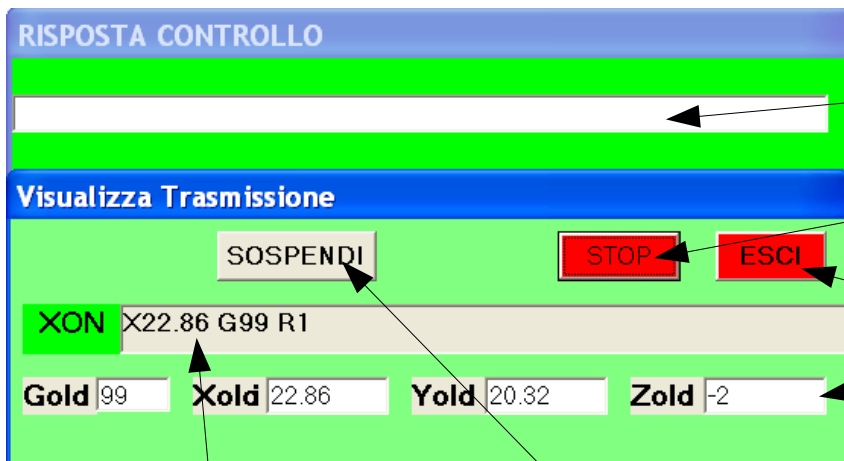 RISPOSTA CONTROLLO
Visualizza Trasmissione
SOSPENDI STOP ESCI
XON X22.86 G99 R1
Gold 99 Xold 22.86 Yold 20.32 Zold -2